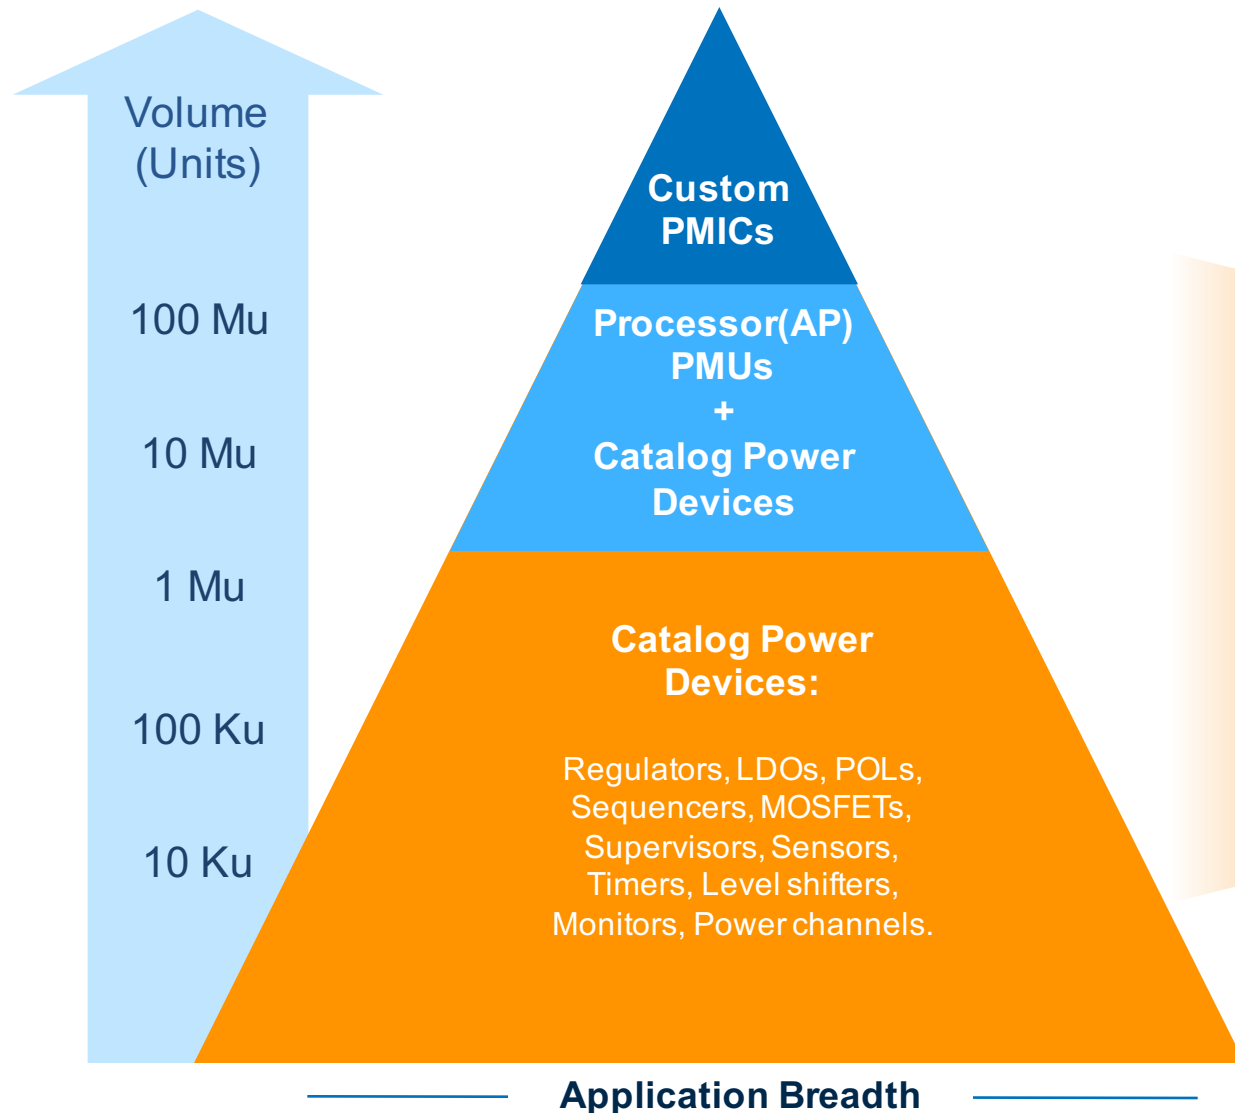 Volume
(Units)
100 Mu
10 Mu
1 Mu
100 Ku
10 Ku
Custom
PMICs
Processor(AP)
PMUs
+
Catalog Power
Devices
Catalog Power
Devices:
Regulators, LDOs, POLs,
Sequencers, MOSFETs,
Supervisors, Sensors,
Timers, Level shifters,
Monitors, Power channels.
Application Breadth